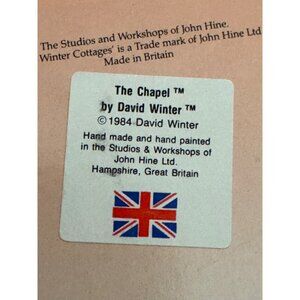 The Studios and Workshops of John Hine.
Winter Cottages' is a Trade mark of John Hine Ltd
Made in Britain
The Chapel ™
by David Winter ™
© 1984 David Winter
Hand made and hand painted
in the Studios & Workshops of
John Hine Ltd.
Hampshire, Great Britain